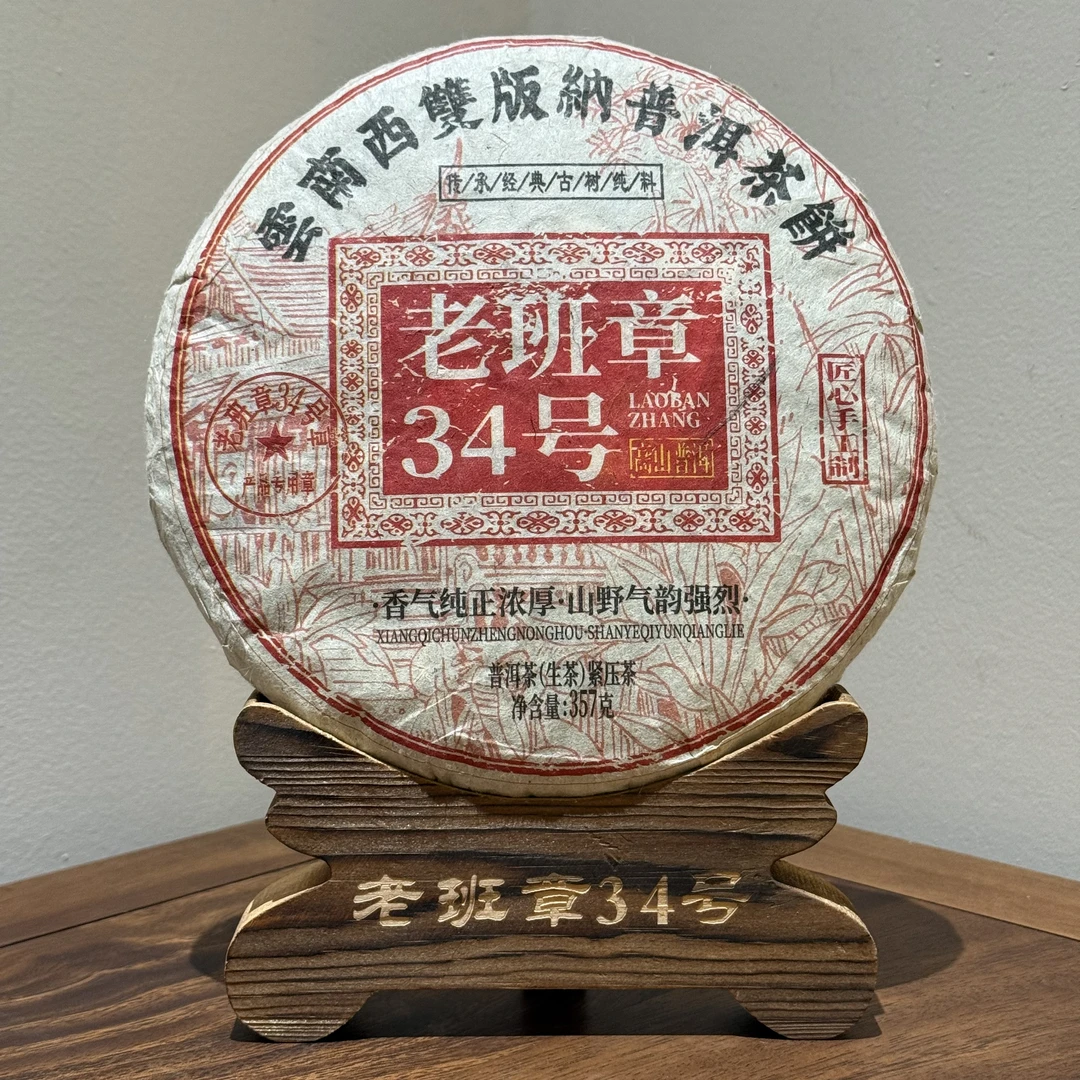 雲南西雙版納普洱茶餅
传/承/经/典/古/树/纯/料
老班章
34号
LAOBAN
ZHANG
高山普洱
老班章34号章
产品专用章
匠心手工制
·香气纯正浓厚·山野气韵强烈·
XIANGQICHUNZHENGNONGHOU·SHANYEQIYUNQIANGLIE
普洱茶(生茶)紧压茶
净含量:357克
老班章34号